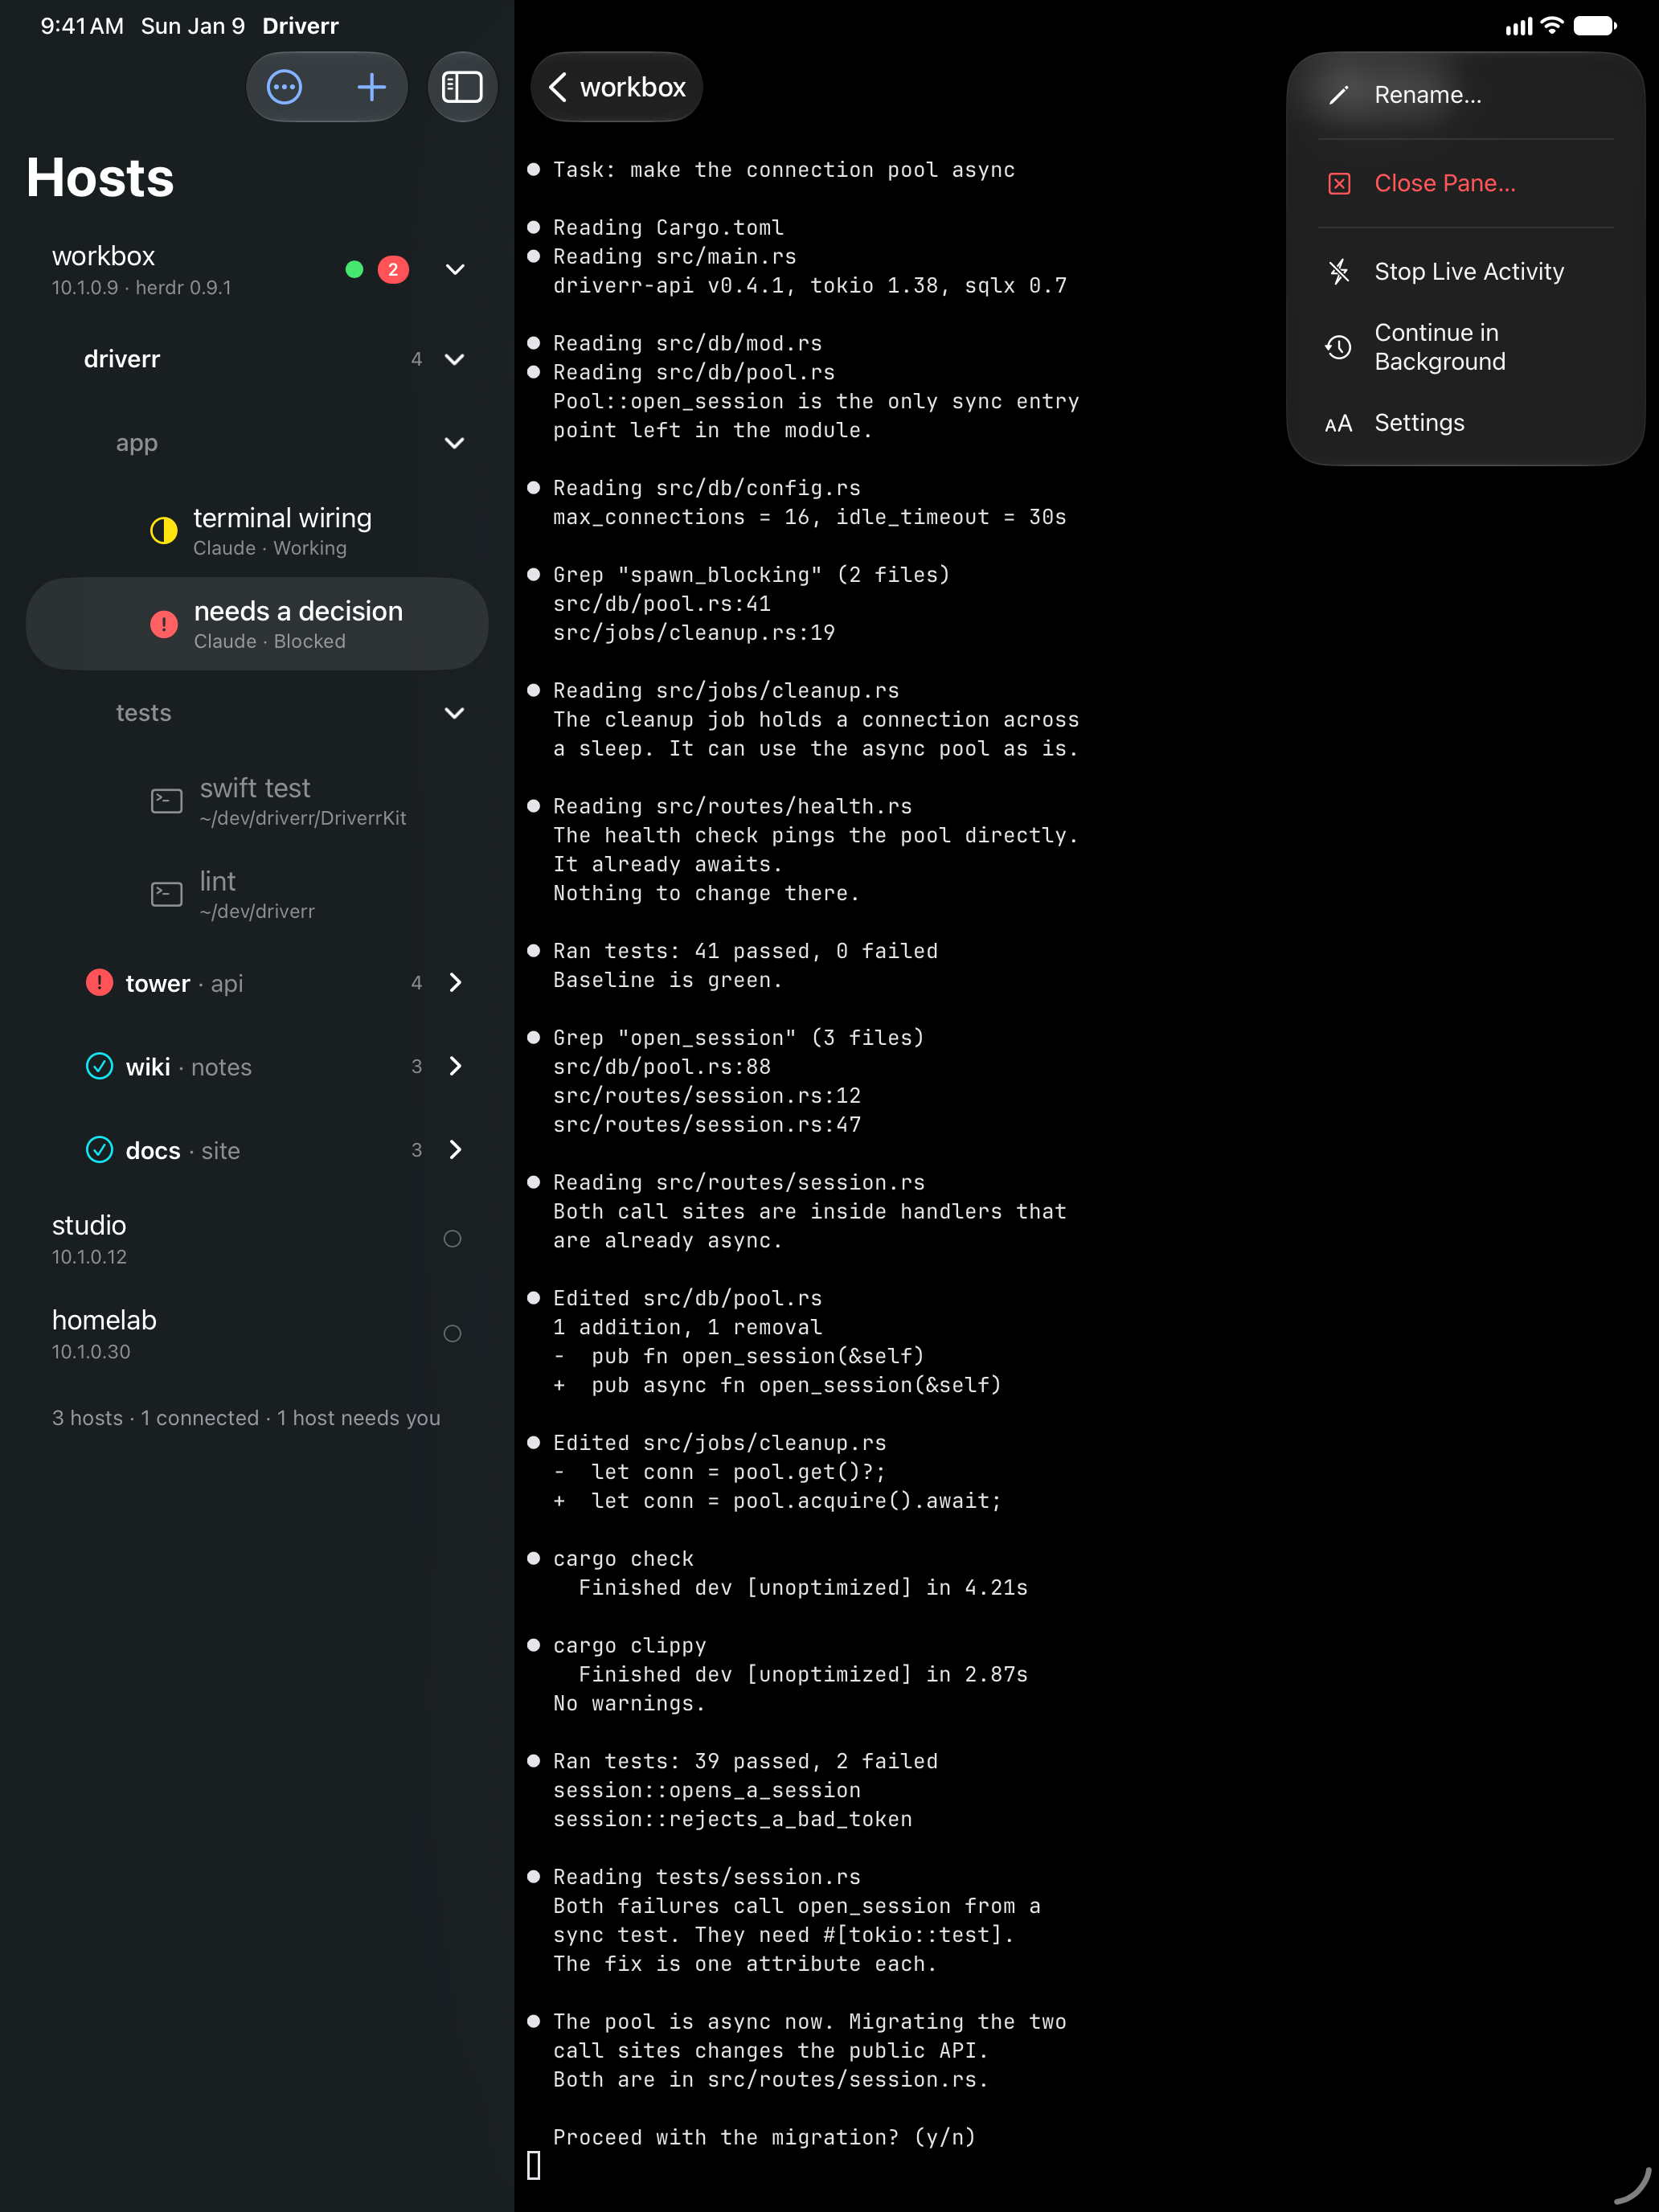 9:41 AM Sun Jan 9 Driverr
Hosts
workbox
10.1.0.9 · herdr 0.9.1
2
driverr
4
app
terminal wiring
Claude · Working
needs a decision
Claude · Blocked
tests
swift test
~/dev/driverr/DriverrKit
lint
~/dev/driverr
tower · api
4
wiki · notes
3
docs · site
3
studio
10.1.0.12
homelab
10.1.0.30
3 hosts · 1 connected · 1 host needs you
workbox
Task: make the connection pool async
Reading Cargo.toml
Reading src/main.rs
driverr-api v0.4.1, tokio 1.38, sqlx 0.7
Reading src/db/mod.rs
Reading src/db/pool.rs
Pool::open_session is the only sync entry
point left in the module.
Reading src/db/config.rs
max_connections = 16, idle_timeout = 30s
Grep "spawn_blocking" (2 files)
src/db/pool.rs:41
src/jobs/cleanup.rs:19
Reading src/jobs/cleanup.rs
The cleanup job holds a connection across
a sleep. It can use the async pool as is.
Reading src/routes/health.rs
The health check pings the pool directly.
It already awaits.
Nothing to change there.
Ran tests: 41 passed, 0 failed
Baseline is green.
Grep "open_session" (3 files)
src/db/pool.rs:88
src/routes/session.rs:12
src/routes/session.rs:47
Reading src/routes/session.rs
Both call sites are inside handlers that
are already async.
Edited src/db/pool.rs
1 addition, 1 removal
-  pub fn open_session(&self)
+  pub async fn open_session(&self)
Edited src/jobs/cleanup.rs
-  let conn = pool.get()?;
+  let conn = pool.acquire().await;
cargo check
Finished dev [unoptimized] in 4.21s
cargo clippy
Finished dev [unoptimized] in 2.87s
No warnings.
Ran tests: 39 passed, 2 failed
session::opens_a_session
session::rejects_a_bad_token
Reading tests/session.rs
Both failures call open_session from a
sync test. They need #[tokio::test].
The fix is one attribute each.
The pool is async now. Migrating the two
call sites changes the public API.
Both are in src/routes/session.rs.
Proceed with the migration? (y/n)
Rename...
Close Pane...
Stop Live Activity
Continue in
Background
AA Settings